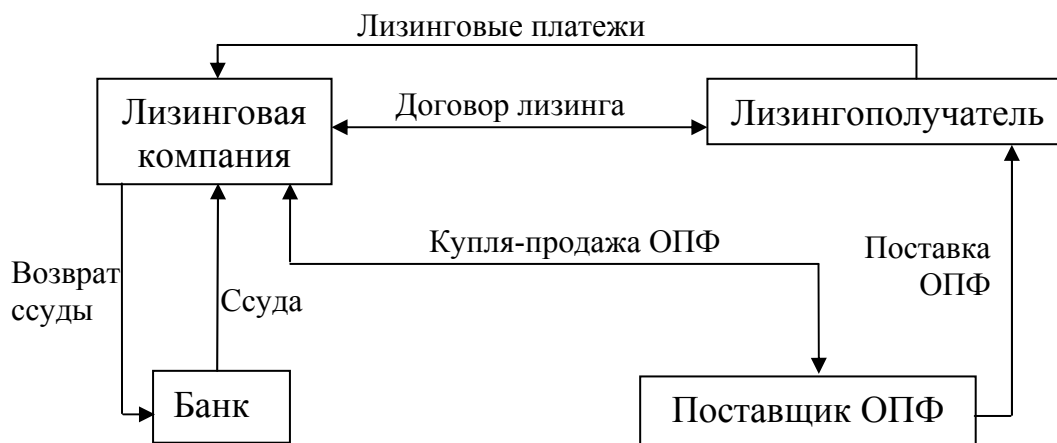 Лизинговые платежи
Лизинговая
компания
Договор лизинга
Лизингополучатель
Купля-продажа ОПФ
Поставка
ОПФ
Возврат
ссуды
Ссуда
Банк
Поставщик ОПФ